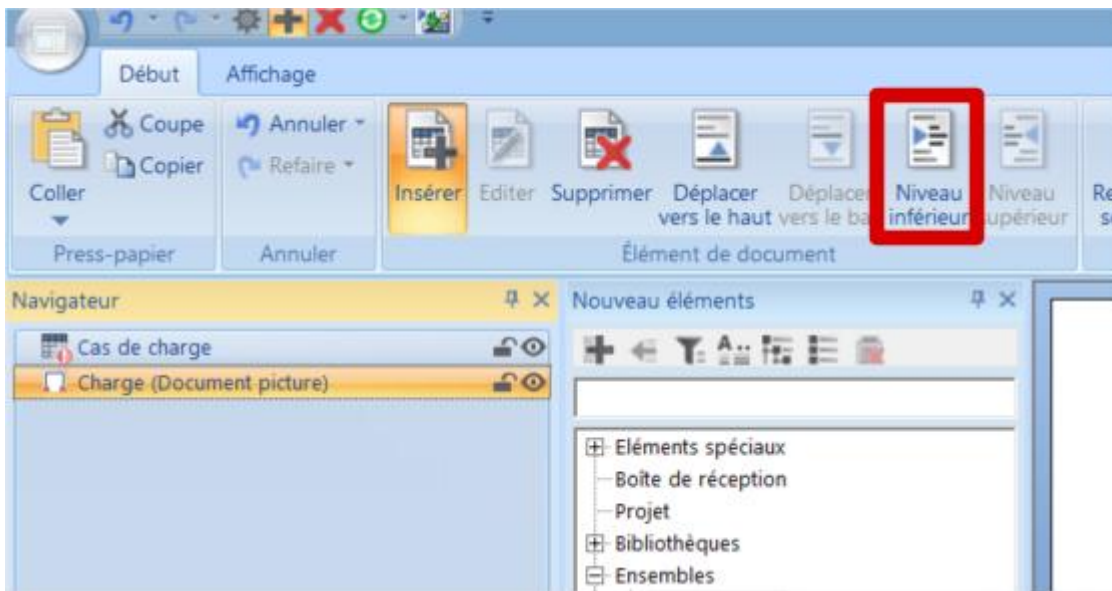 Début Affichage
Coupe Annuler
Copier Refaire
Coller Insérer Editer Supprimer Déplacer Déplacer Niveau Niveau
vers le haut vers le ba inférieur upérieur
Press-papier Annuler Élément de document
Navigateur Nouveau éléments
Cas de charge
Charge (Document picture)
Eléments spéciaux
Boîte de réception
Projet
Bibliothèques
Ensembles